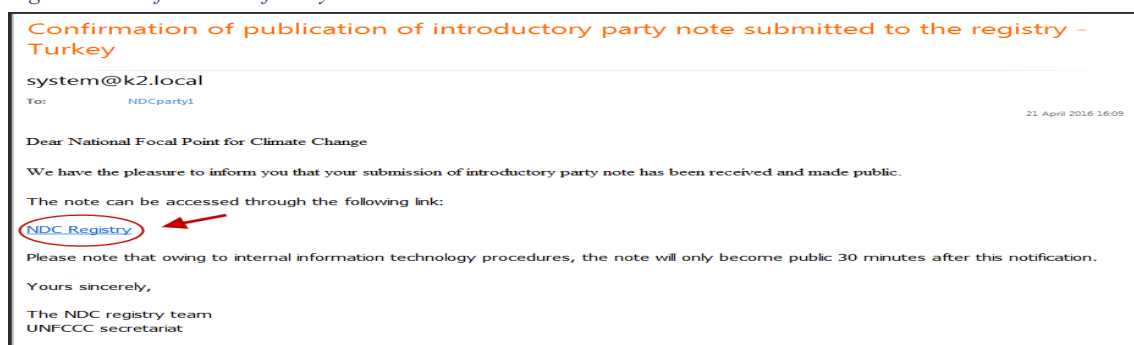 Confirmation of publication of introductory party note submitted to the registry -
Turkey
system@k2.local
To: NDCparty1
21 April 2016 16:09
Dear National Focal Point for Climate Change
We have the pleasure to inform you that your submission of introductory party note has been received and made public.
The note can be accessed through the following link:
NDC Registry
Please note that owing to internal information technology procedures, the note will only become public 30 minutes after this notification.
Yours sincerely,
The NDC registry team
UNFCCC secretariat